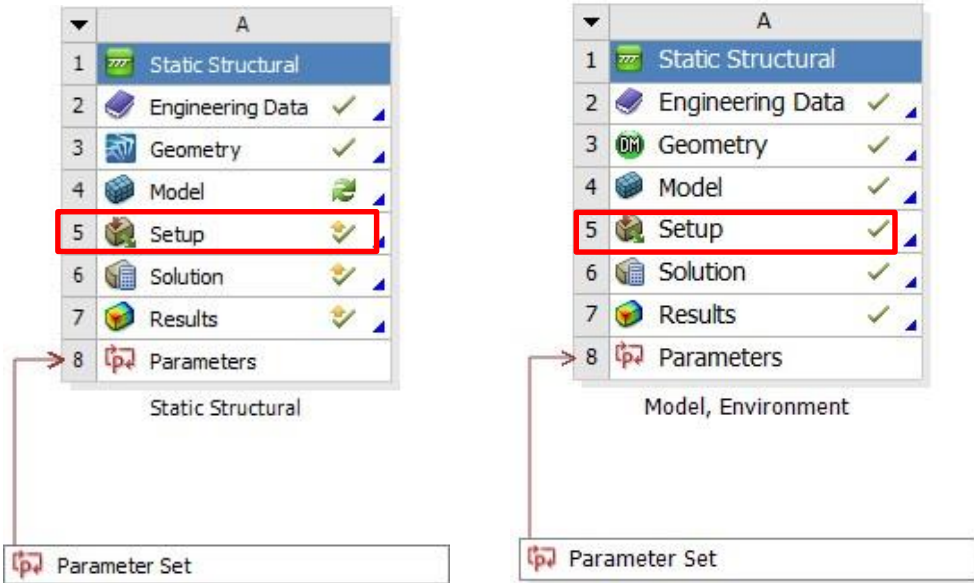 A
1 Static Structural
2 Engineering Data
3 Geometry
4 Model
5 Setup
6 Solution
7 Results
8 Parameters
Static Structural
Parameter Set
A
1 Static Structural
2 Engineering Data
3 DM Geometry
4 Model
5 Setup
6 Solution
7 Results
8 Parameters
Model, Environment
Parameter Set